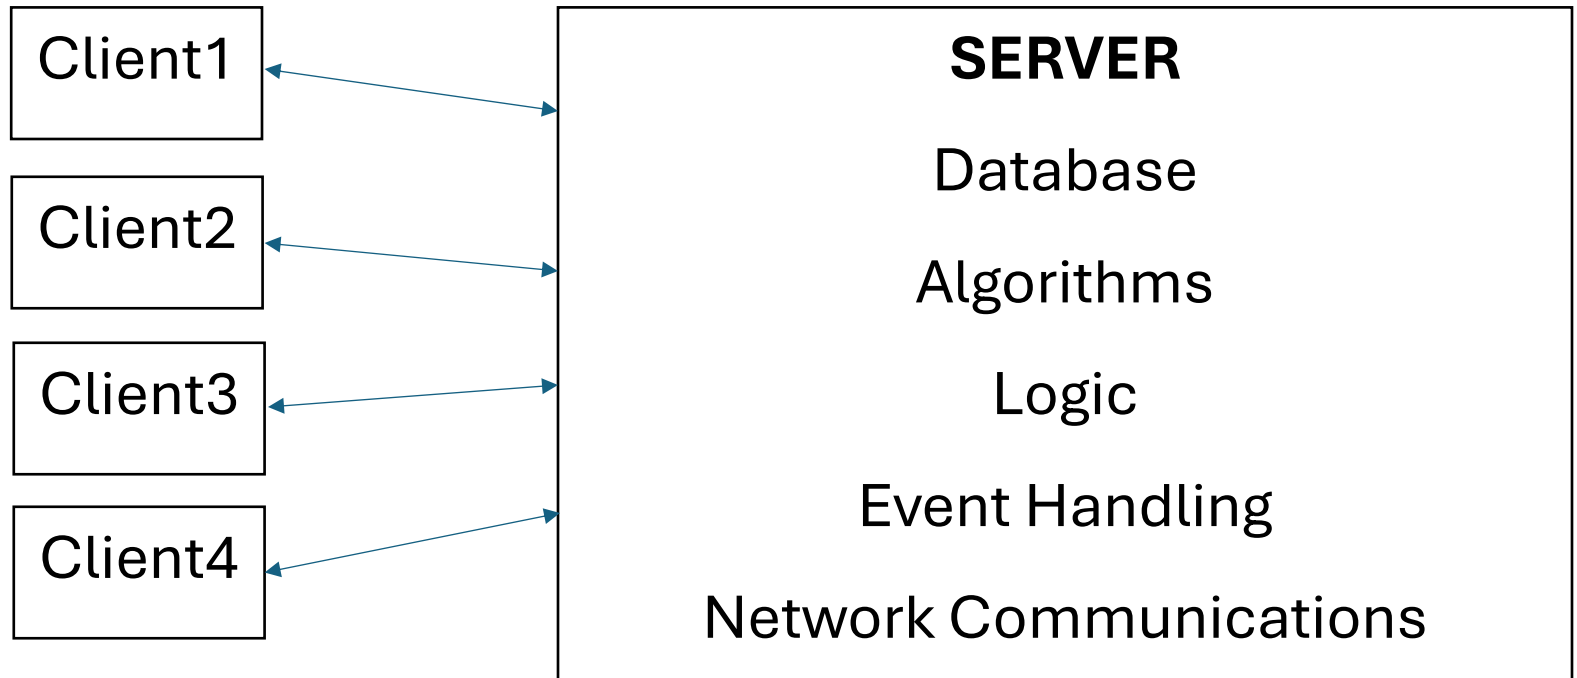 Client1
Client2
Client3
Client4
SERVER
Database
Algorithms
Logic
Event Handling
Network Communications